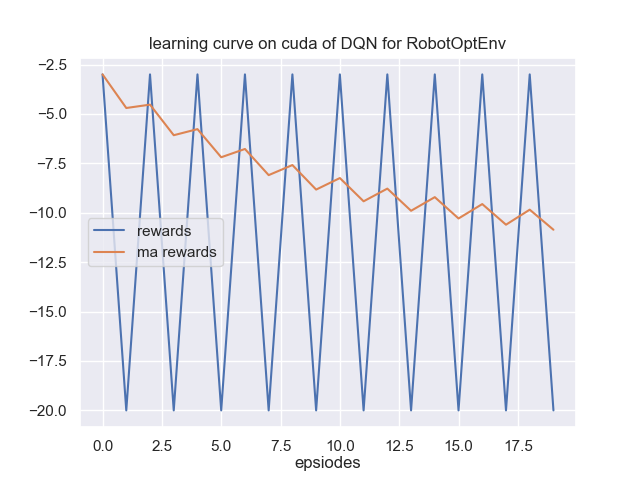 learning curve on cuda of DQN for RobotOptEnv
−2.5
−5.0
−7.5
−10.0
−12.5
−15.0
−17.5
−20.0
rewards
ma rewards
0.0 2.5 5.0 7.5 10.0 12.5 15.0 17.5
epsiodes